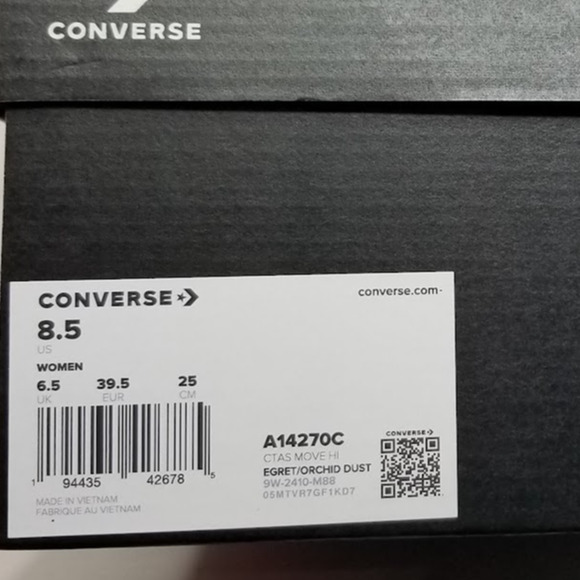 CONVERSE
CONVERSE
converse.com
8.5
US
WOMEN
6.5 39.5 25
UK EUR CM
1 94435 42678 5
A14270C
CTAS MOVE HI
EGRET/ORCHID DUST
9W-2410-M88
05MTVR7GF1KD7
CONVERSE
MADE IN VIETNAM
FABRIQUE AU VIETNAM